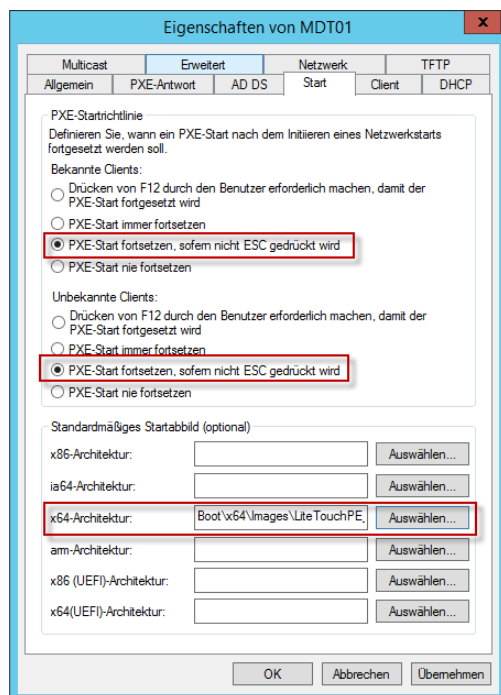 Eigenschaften von MDT01
x
Multicast Erweitert Netzwerk TFTP
Allgemein PXE-Antwort AD DS Start Client DHCP
PXE-Startrichtlinie
Definieren Sie, wann ein PXE-Start nach dem Initiieren eines Netzwerkstarts
fortgesetzt werden soll.
Bekannte Clients:
Drücken von F12 durch den Benutzer erforderlich machen, damit der
PXE-Start fortgesetzt wird
PXE-Start immer fortsetzen
PXE-Start fortsetzen, sofern nicht ESC gedrückt wird
PXE-Start nie fortsetzen
Unbekannte Clients:
Drücken von F12 durch den Benutzer erforderlich machen, damit der
PXE-Start fortgesetzt wird
PXE-Start immer fortsetzen
PXE-Start fortsetzen, sofern nicht ESC gedrückt wird
PXE-Start nie fortsetzen
Standardmäßiges Startabbild (optional)
x86-Architektur: Auswählen...
ia64-Architektur: Auswählen...
x64-Architektur: Boot\x64\Images\LiteTouchPE_ Auswählen...
arm-Architektur: Auswählen...
x86 (UEFI)-Architektur: Auswählen...
x64(UEFI)-Architektur: Auswählen...
OK Abbrechen Übernehmen